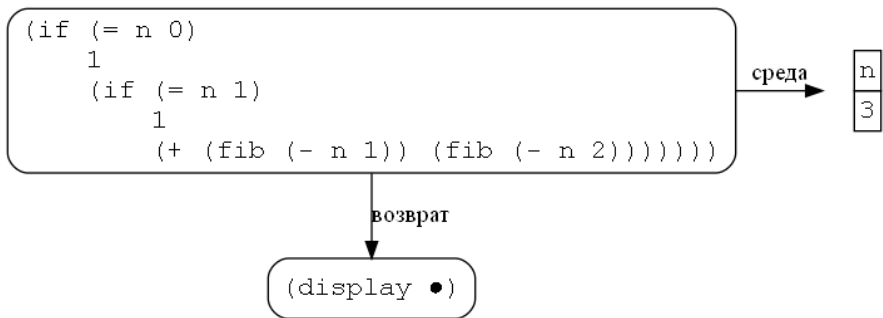 (if (= n 0)
1
(if (= n 1)
1
(+ (fib (- n 1)) (fib (- n 2)))))))
среда
n
3
возврат
(display ●)